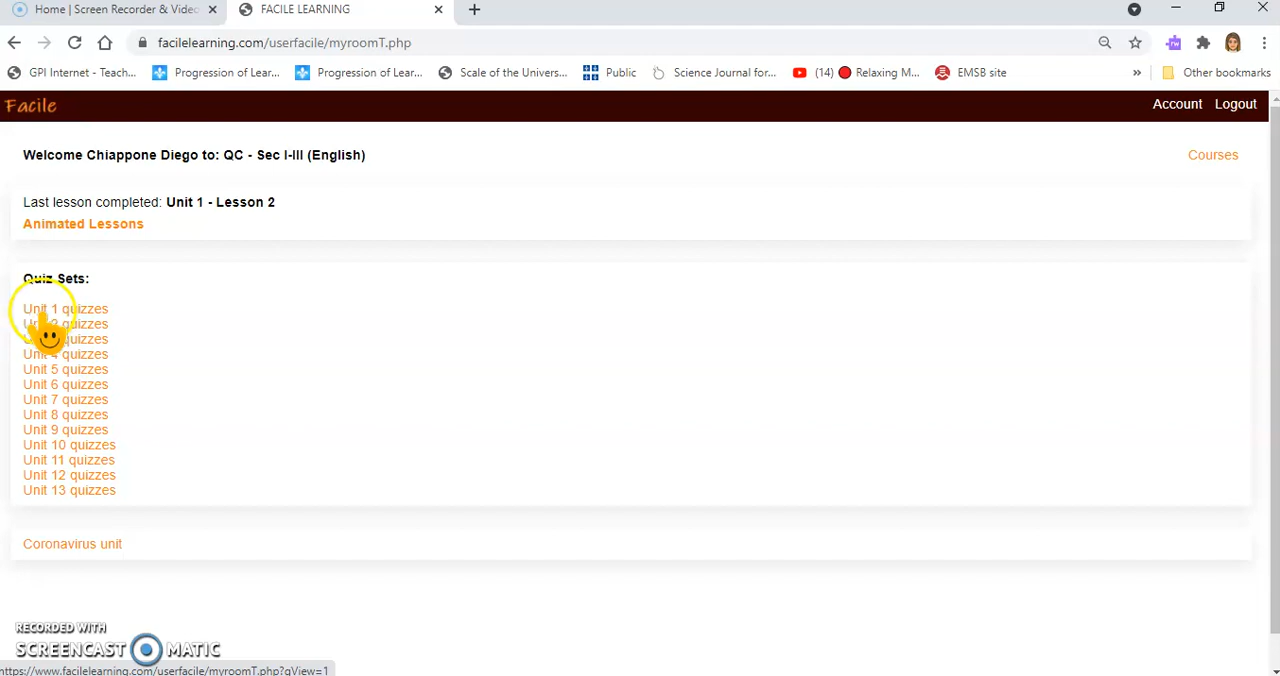 Home | Screen Recorder & Video
FACILE LEARNING
facilelearning.com/userfacile/myroomT.php
GPI Internet - Teach...
Progression of Lear...
Progression of Lear...
Scale of the Univers...
Public
Science Journal for...
(14) Relaxing M...
EMSB site
»
Other bookmarks
Facile
Account
Logout
Welcome Chiappone Diego to: QC - Sec I-III (English)
Courses
Last lesson completed: Unit 1 - Lesson 2
Animated Lessons
Quiz Sets:
Unit 1 quizzes
quizzes
quizzes
Unit 4 quizzes
Unit 5 quizzes
Unit 6 quizzes
Unit 7 quizzes
Unit 8 quizzes
Unit 9 quizzes
Unit 10 quizzes
Unit 11 quizzes
Unit 12 quizzes
Unit 13 quizzes
Coronavirus unit
RECORDED WITH
SCREENCAST MATIC
https://www.facilelearning.com/userfacile/myroomT.php?qView=1